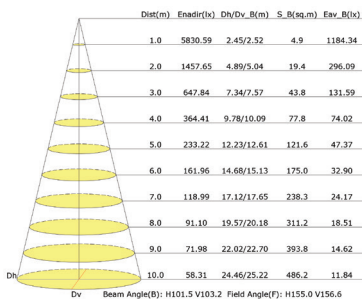 Dist(m) Enadir(lx) Dh/Dv_B(m) S_B(sq.m) Eav_B(lx)
1.0 5830.59 2.45/2.52 4.9 1184.34
2.0 1457.65 4.89/5.04 19.4 296.09
3.0 647.84 7.34/7.57 43.8 131.59
4.0 364.41 9.78/10.09 77.8 74.02
5.0 233.22 12.23/12.61 121.6 47.37
6.0 161.96 14.68/15.13 175.0 32.90
7.0 118.99 17.12/17.65 238.3 24.17
8.0 91.10 19.57/20.18 311.2 18.51
9.0 71.98 22.02/22.70 393.8 14.62
Dh 10.0 58.31 24.46/25.22 486.2 11.84
Dv Beam Angle(B): H101.5 V103.2 Field Angle(F): H155.0 V156.6